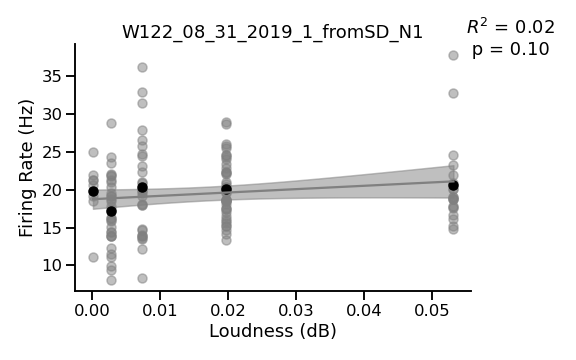 W122_08_31_2019_1_fromSD_N1
R² = 0.02
p = 0.10
Firing Rate (Hz)
35
30
25
20
15
10
0.00 0.01 0.02 0.03 0.04 0.05
Loudness (dB)